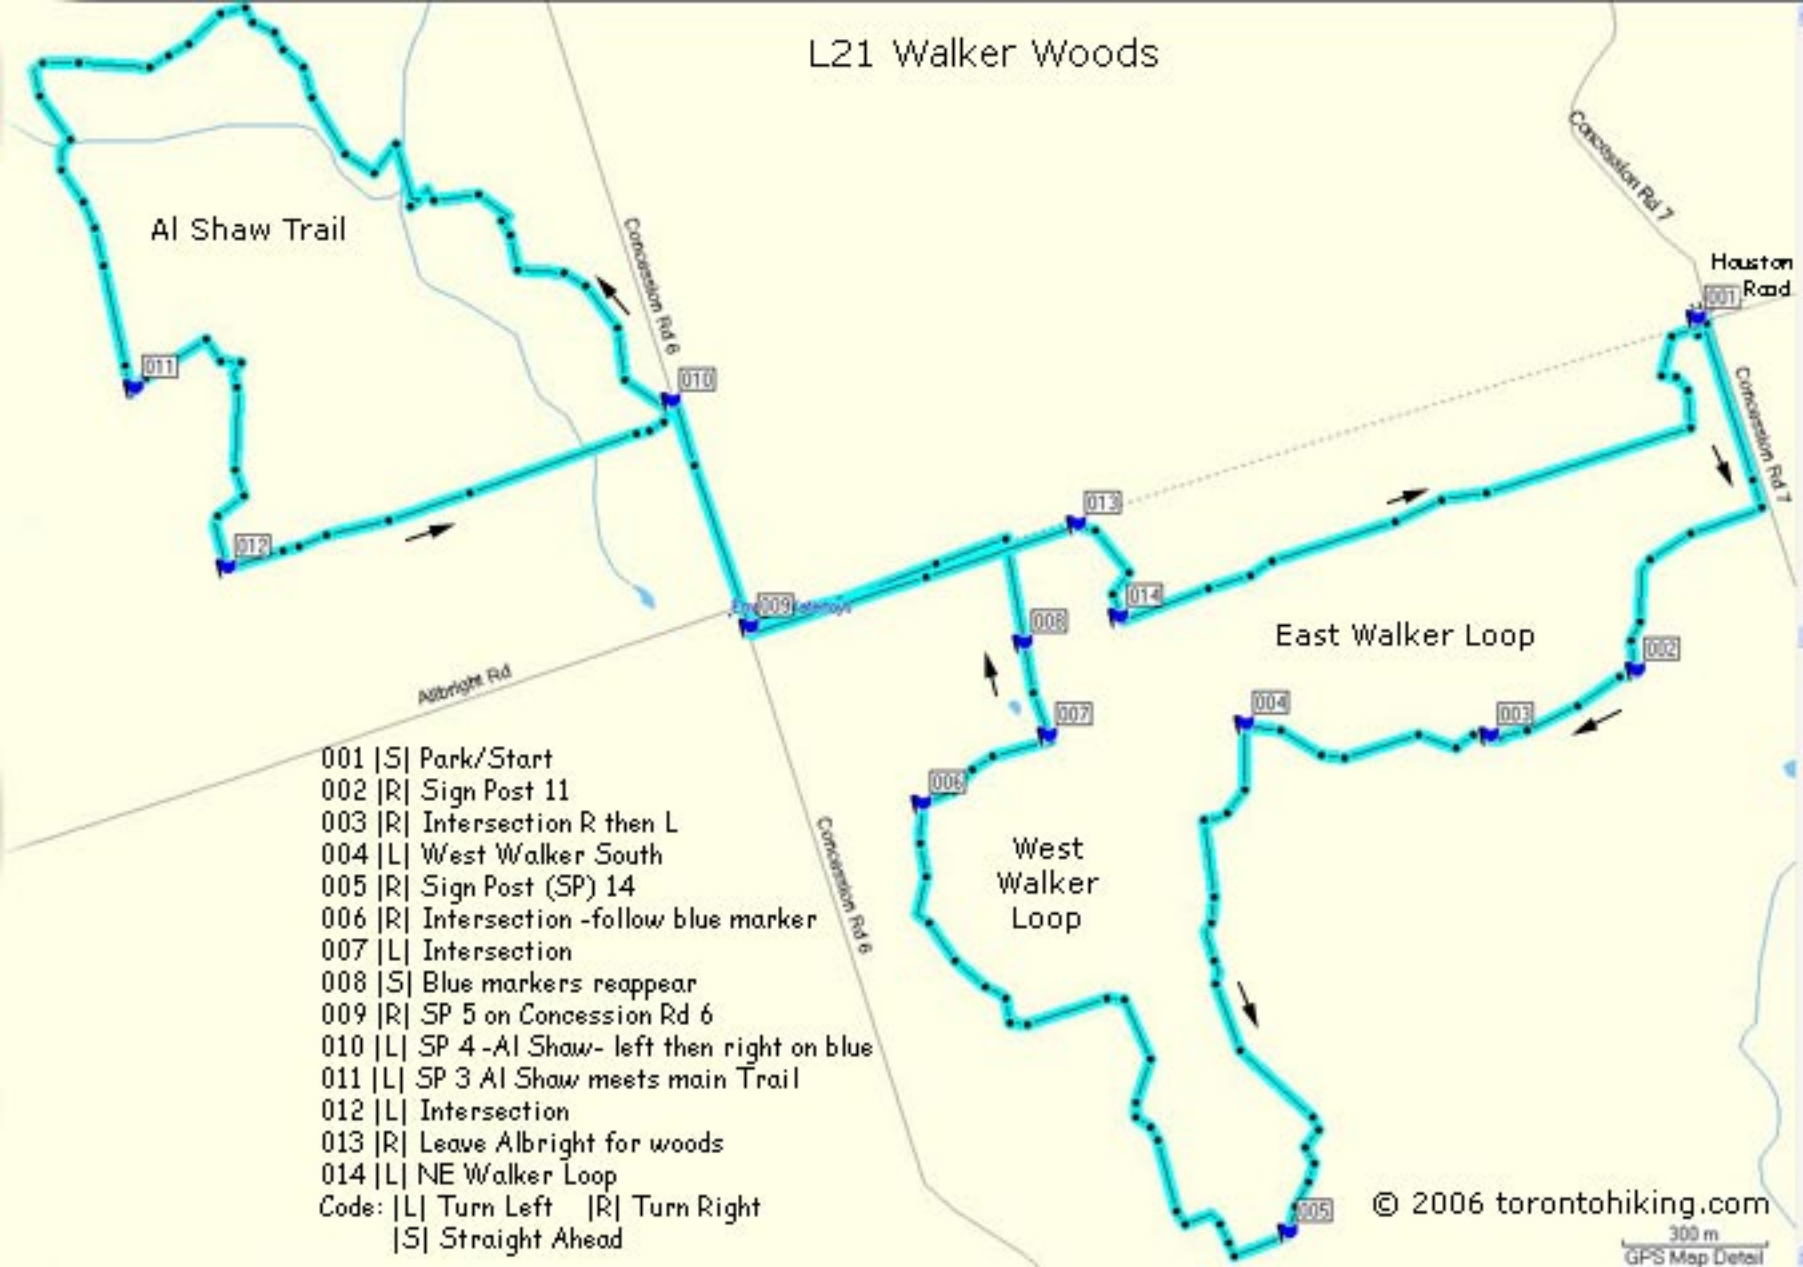 L21 Walker Woods
Concession Rd 7
Al Shaw Trail
Concession Rd 6
Houston
Road
001
011
010
Concession Rd 7
013
012
014
009
008
East Walker Loop
002
Allbright Rd
007
004
003
006
West
Walker
Loop
Concession Rd 6
001 |S| Park/Start
002 |R| Sign Post 11
003 |R| Intersection R then L
004 |L| West Walker South
005 |R| Sign Post (SP) 14
006 |R| Intersection -follow blue marker
007 |L| Intersection
008 |S| Blue markers reappear
009 |R| SP 5 on Concession Rd 6
010 |L| SP 4 -Al Shaw- left then right on blue
011 |L| SP 3 Al Shaw meets main Trail
012 |L| Intersection
013 |R| Leave Albright for woods
014 |L| NE Walker Loop
Code: |L| Turn Left |R| Turn Right
|S| Straight Ahead
005
© 2006 torontohiking.com
300 m
GPS Map Detail